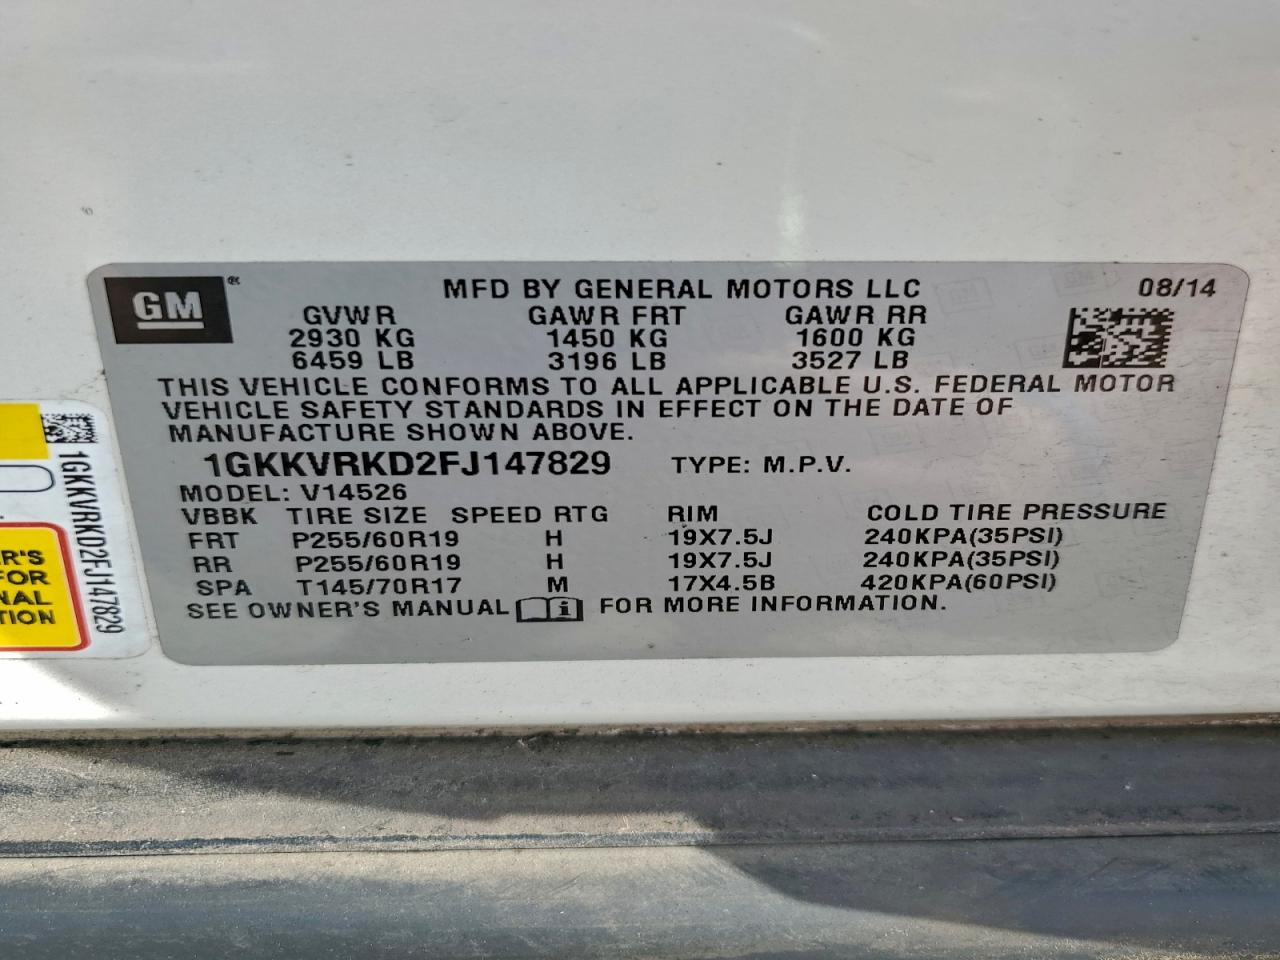 GM ®
MFD BY GENERAL MOTORS LLC 08/14
GVWR GAWR FRT GAWR RR
2930 KG 1450 KG 1600 KG
6459 LB 3196 LB 3527 LB
THIS VEHICLE CONFORMS TO ALL APPLICABLE U.S. FEDERAL MOTOR
VEHICLE SAFETY STANDARDS IN EFFECT ON THE DATE OF
MANUFACTURE SHOWN ABOVE.
1GKKVRKD2FJ147829 TYPE: M.P.V.
MODEL: V14526
VBBK TIRE SIZE SPEED RTG RIM COLD TIRE PRESSURE
FRT P255/60R19 H 19X7.5J 240KPA(35PSI)
RR P255/60R19 H 19X7.5J 240KPA(35PSI)
SPA T145/70R17 M 17X4.5B 420KPA(60PSI)
SEE OWNER'S MANUAL i FOR MORE INFORMATION.
1GKKVRKD2FJ147829
R'S
FOR
NAL
TION